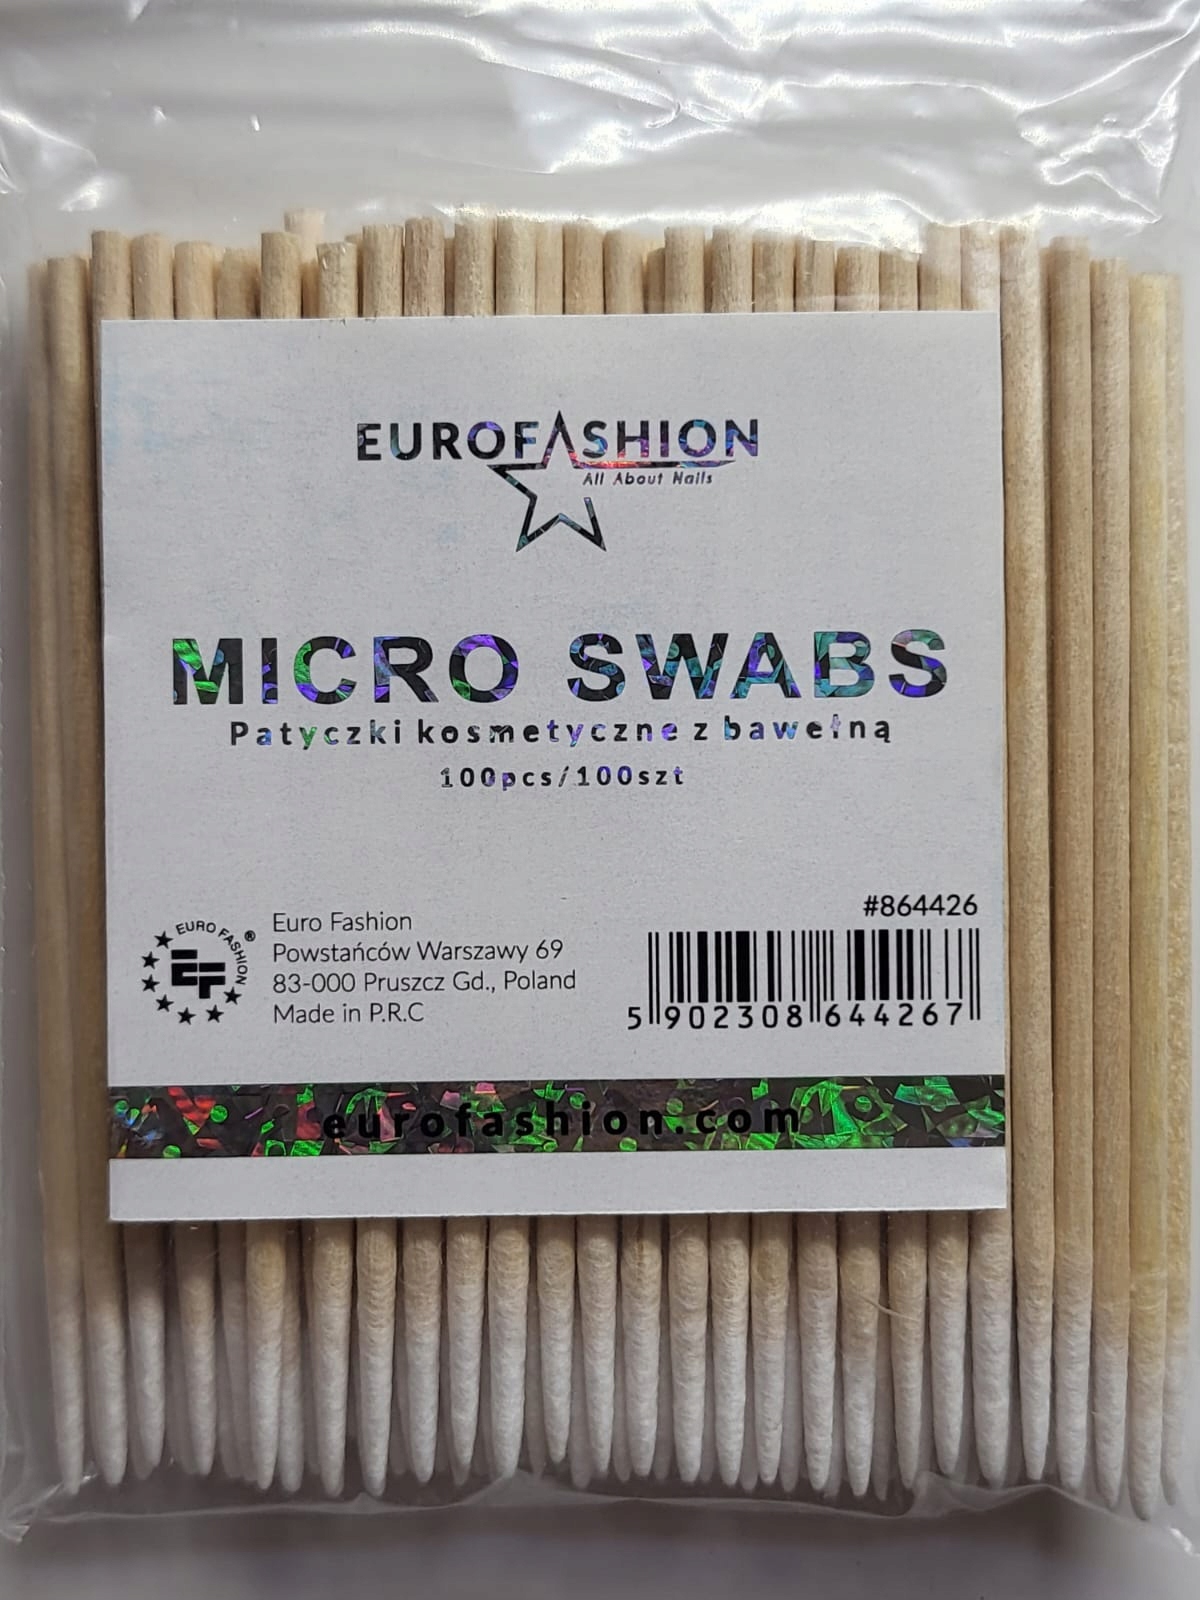 EUROFASHION
All About Nails
MICRO SWABS
Patyczki kosmetyczne z bawełną
100pcs/100szt
#864426
EURO FASHION ®
EF
Euro Fashion
Powstańców Warszawy 69
83-000 Pruszcz Gd., Poland
Made in P.R.C
5 902308 644267
eurofashion.com